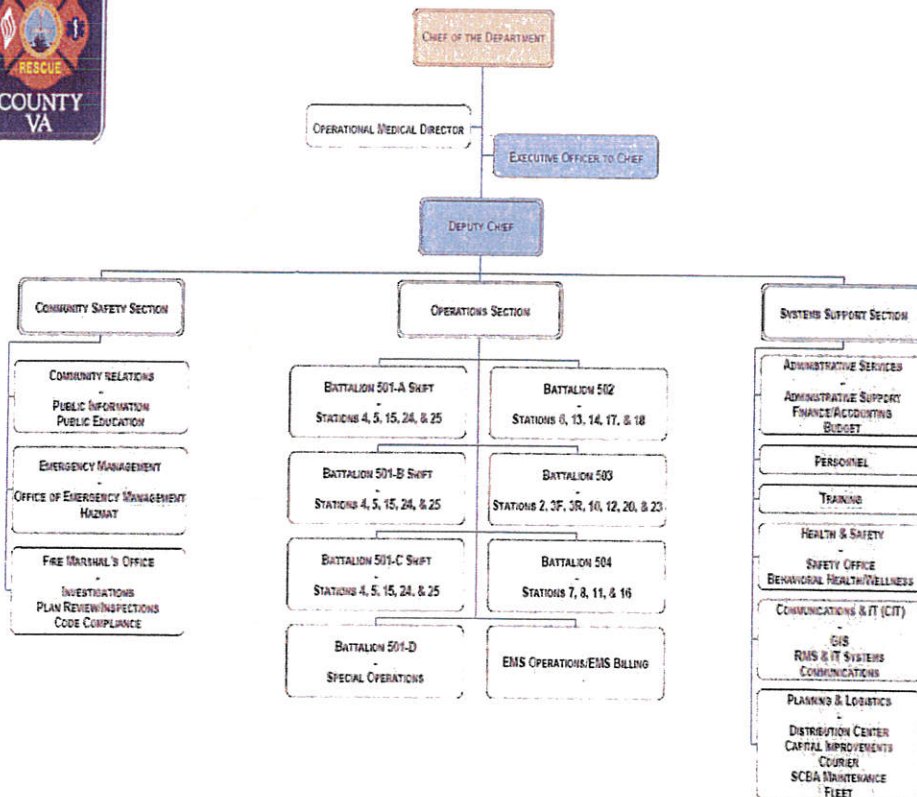 RESCUE
COUNTY
VA
CHIEF OF THE DEPARTMENT
OPERATIONAL MEDICAL DIRECTOR
EXECUTIVE OFFICER TO CHIEF
DEPUTY CHIEF
COMMUNITY SAFETY SECTION
COMMUNITY RELATIONS
-
PUBLIC INFORMATION
PUBLIC EDUCATION
EMERGENCY MANAGEMENT
-
OFFICE OF EMERGENCY MANAGEMENT
HAZMAT
FIRE MARSHAL'S OFFICE
-
INVESTIGATIONS
PLAN REVIEW/INSPECTIONS
CODE COMPLIANCE
OPERATIONS SECTION
BATTALION 501-A SHIFT
-
STATIONS 4, 5, 15, 24, & 25
BATTALION 502
-
STATIONS 6, 13, 14, 17, & 18
BATTALION 501-B SHIFT
-
STATIONS 4, 5, 15, 24, & 25
BATTALION 503
-
STATIONS 2, 3F, 3R, 10, 12, 20, & 23
BATTALION 501-C SHIFT
-
STATIONS 4, 5, 15, 24, & 25
BATTALION 504
-
STATIONS 7, 8, 11, & 16
BATTALION 501-D
-
SPECIAL OPERATIONS
EMS OPERATIONS/EMS BILLING
SYSTEMS SUPPORT SECTION
ADMINISTRATIVE SERVICES
-
ADMINISTRATIVE SUPPORT
FINANCE/ACCOUNTING
BUDGET
PERSONNEL
TRAINING
HEALTH & SAFETY
-
SAFETY OFFICE
BEHAVIORAL HEALTH/WELLNESS
COMMUNICATIONS & IT (CIT)
-
GIS
RMS & IT SYSTEMS
COMMUNICATIONS
PLANNING & LOGISTICS
-
DISTRIBUTION CENTER
CAPITAL IMPROVEMENTS
COURIER
SCBA MAINTENANCE
FLEET